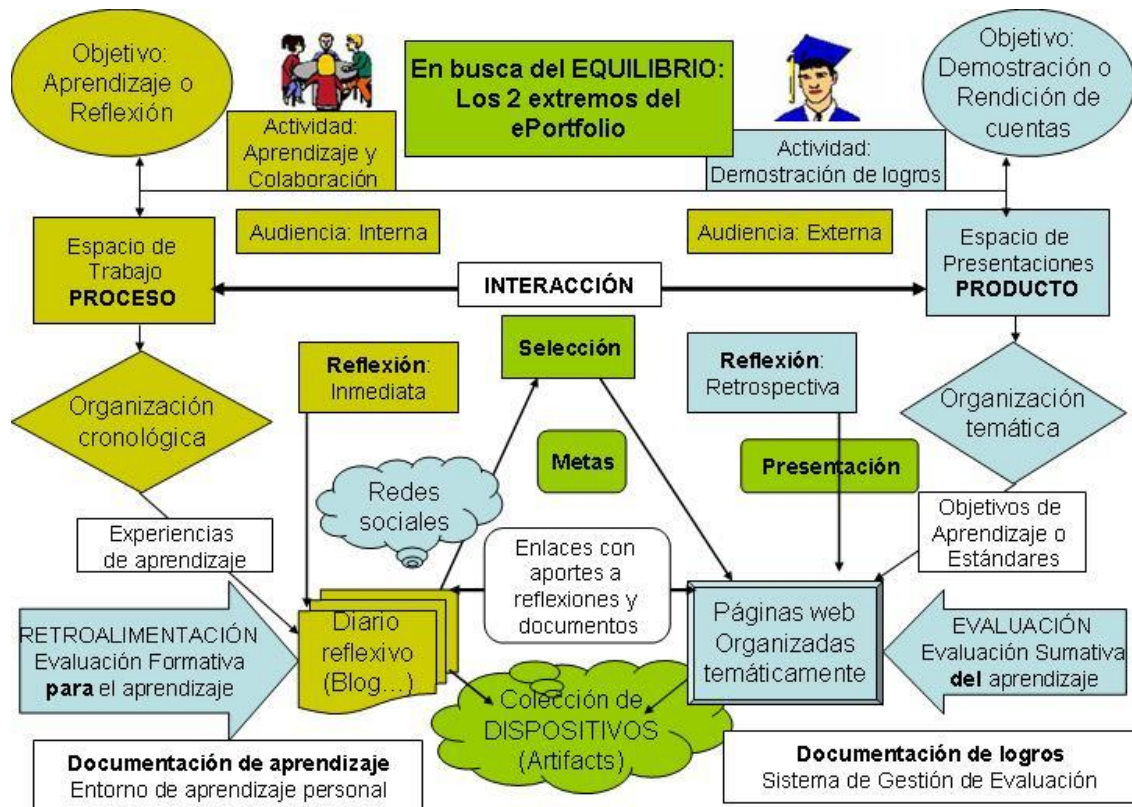 Objetivo:
Aprendizaje o
Reflexión
En busca del EQUILIBRIO:
Los 2 extremos del
ePortfolio
Objetivo:
Demostración o
Rendición de
cuentas
Actividad:
Aprendizaje y
Colaboración
Actividad:
Demostración de logros
Audiencia: Interna
Audiencia: Externa
Espacio de
Trabajo
PROCESO
INTERACCIÓN
Espacio de
Presentaciones
PRODUCTO
Reflexión:
Inmediata
Selección
Reflexión:
Retrospectiva
Organización
cronológica
Organización
temática
Metas
Presentación
Redes
sociales
Experiencias
de aprendizaje
Enlaces con
aportes a
reflexiones y
documentos
Objetivos de
Aprendizaje o
Estándares
RETROALIMENTACIÓN
Evaluación Formativa
para el aprendizaje
Diario
reflexivo
(Blog...)
Páginas web
Organizadas
temáticamente
EVALUACIÓN
Evaluación Sumativa
del aprendizaje
Colección de
DISPOSITIVOS
(Artifacts)
Documentación de aprendizaje
Entorno de aprendizaje personal
Documentación de logros
Sistema de Gestión de Evaluación